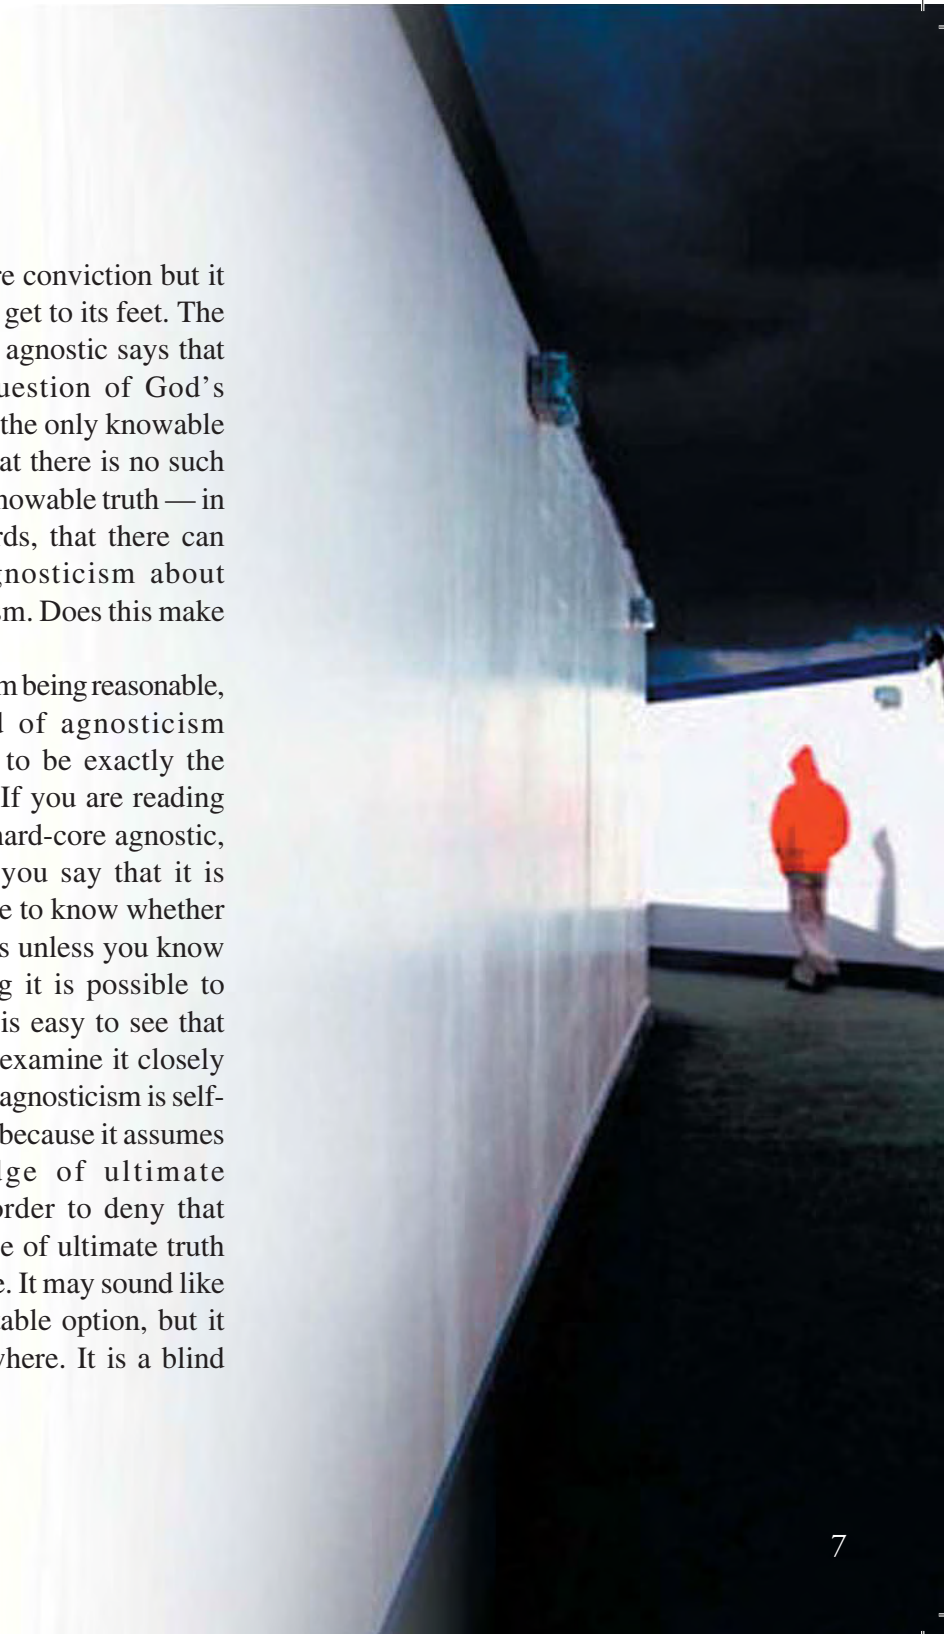 re conviction but it
get to its feet. The
agnostic says that
uestion of God's
the only knowable
at there is no such
nowable truth — in
rds, that there can
gnosticism about
sm. Does this make
m being reasonable,
d of agnosticism
to be exactly the
If you are reading
hard-core agnostic,
you say that it is
e to know whether
s unless you know
g it is possible to
is easy to see that
examine it closely
agnosticism is self-
because it assumes
dge of ultimate
order to deny that
e of ultimate truth
e. It may sound like
able option, but it
where. It is a blind
7